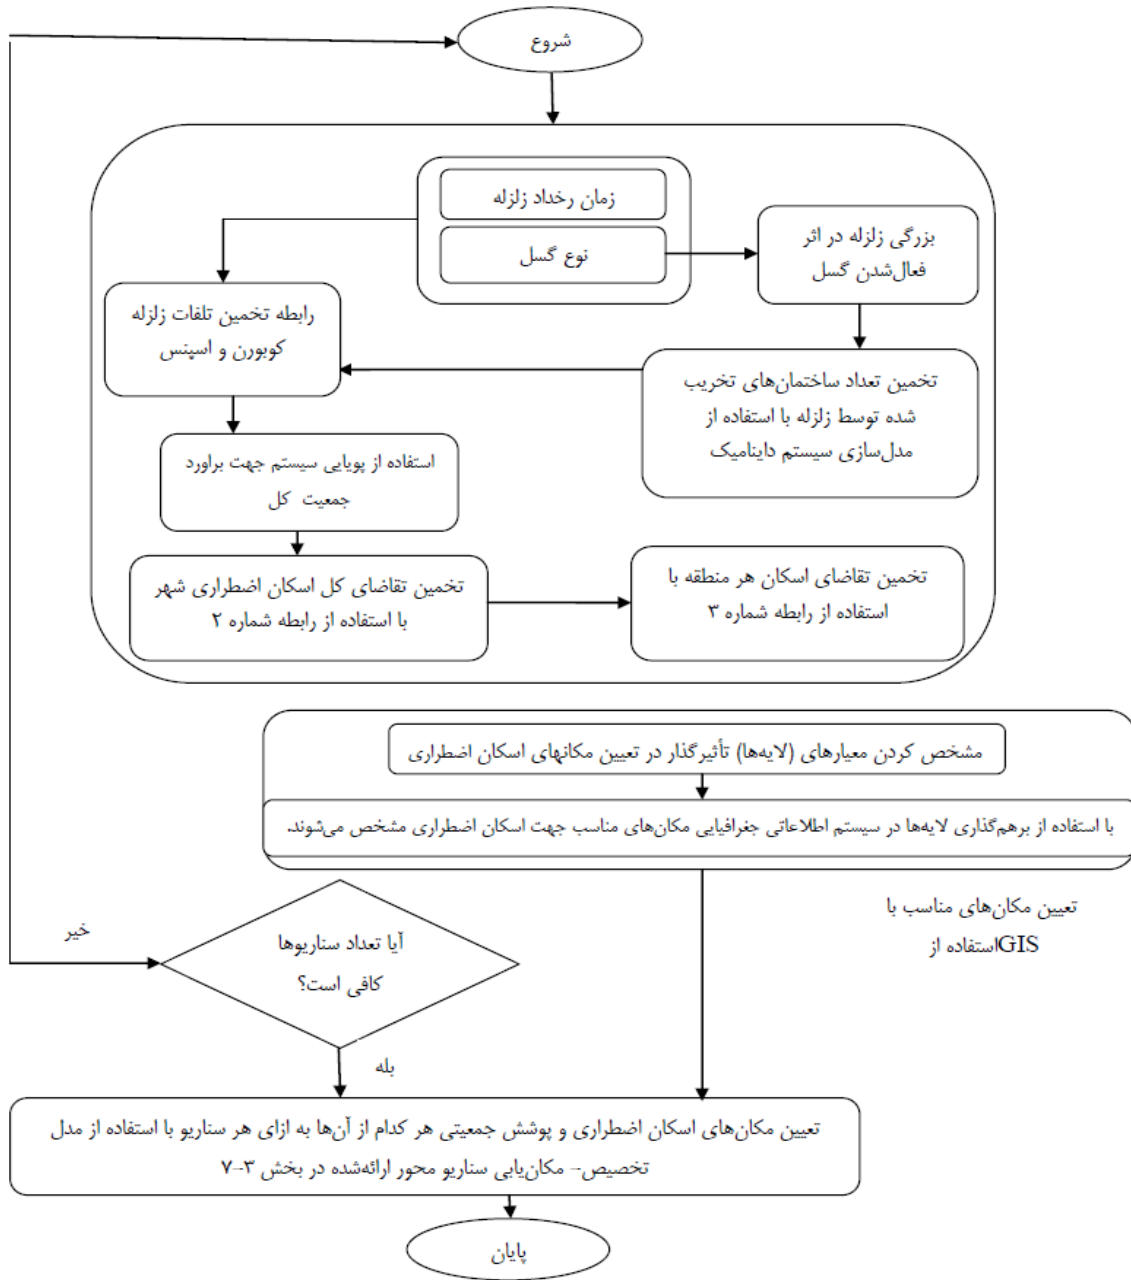 شروع
زمان رخداد زلزله
نوع گسل
بزرگی زلزله در اثر
فعال‌شدن گسل
رابطه تخمین تلفات زلزله
کوبورن و اسپنس
تخمین تعداد ساختمان‌های تخریب
شده توسط زلزله با استفاده از
مدل‌سازی سیستم داینامیک
استفاده از پویایی سیستم جهت براورد
جمعیت کل
تخمین تقاضای کل اسکان اضطراری شهر
با استفاده از رابطه شماره ۲
تخمین تقاضای اسکان هر منطقه با
استفاده از رابطه شماره ۳
مشخص کردن معیارهای (لایه‌ها) تأثیرگذار در تعیین مکانهای اسکان اضطراری
با استفاده از برهم‌گذاری لایه‌ها در سیستم اطلاعاتی جغرافیایی مکان‌های مناسب جهت اسکان اضطراری مشخص می‌شوند.
تعیین مکان‌های مناسب با
GISاستفاده از
خیر
آیا تعداد سناریوها
کافی است؟
بله
تعیین مکان‌های اسکان اضطراری و پوشش جمعیتی هر کدام از آن‌ها به ازای هر سناریو با استفاده از مدل
تخصیص- مکان‌یابی سناریو محور ارائه‌شده در بخش ۳-۷
پایان